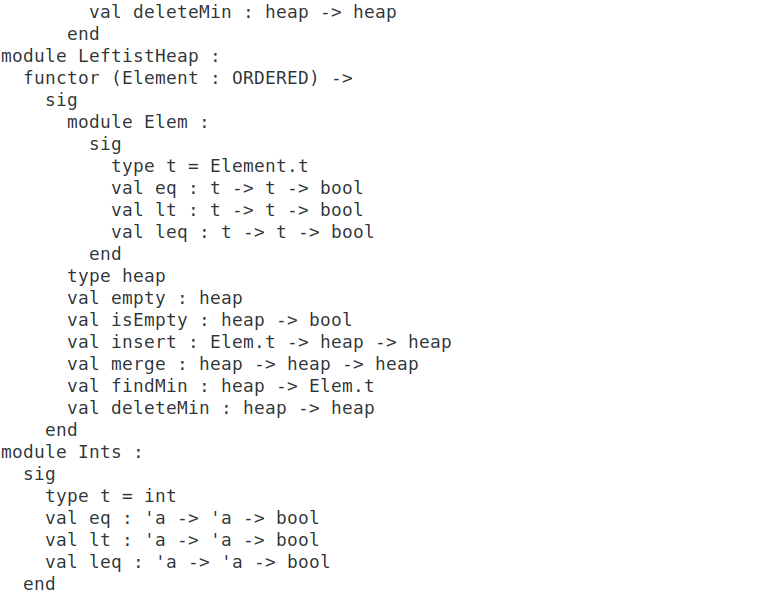 val deleteMin : heap -> heap
      end
module LeftistHeap :
  functor (Element : ORDERED) ->
    sig
      module Elem :
        sig
          type t = Element.t
          val eq : t -> t -> bool
          val lt : t -> t -> bool
          val leq : t -> t -> bool
        end
      type heap
      val empty : heap
      val isEmpty : heap -> bool
      val insert : Elem.t -> heap -> heap
      val merge : heap -> heap -> heap
      val findMin : heap -> Elem.t
      val deleteMin : heap -> heap
    end
module Ints :
  sig
    type t = int
    val eq : 'a -> 'a -> bool
    val lt : 'a -> 'a -> bool
    val leq : 'a -> 'a -> bool
  end